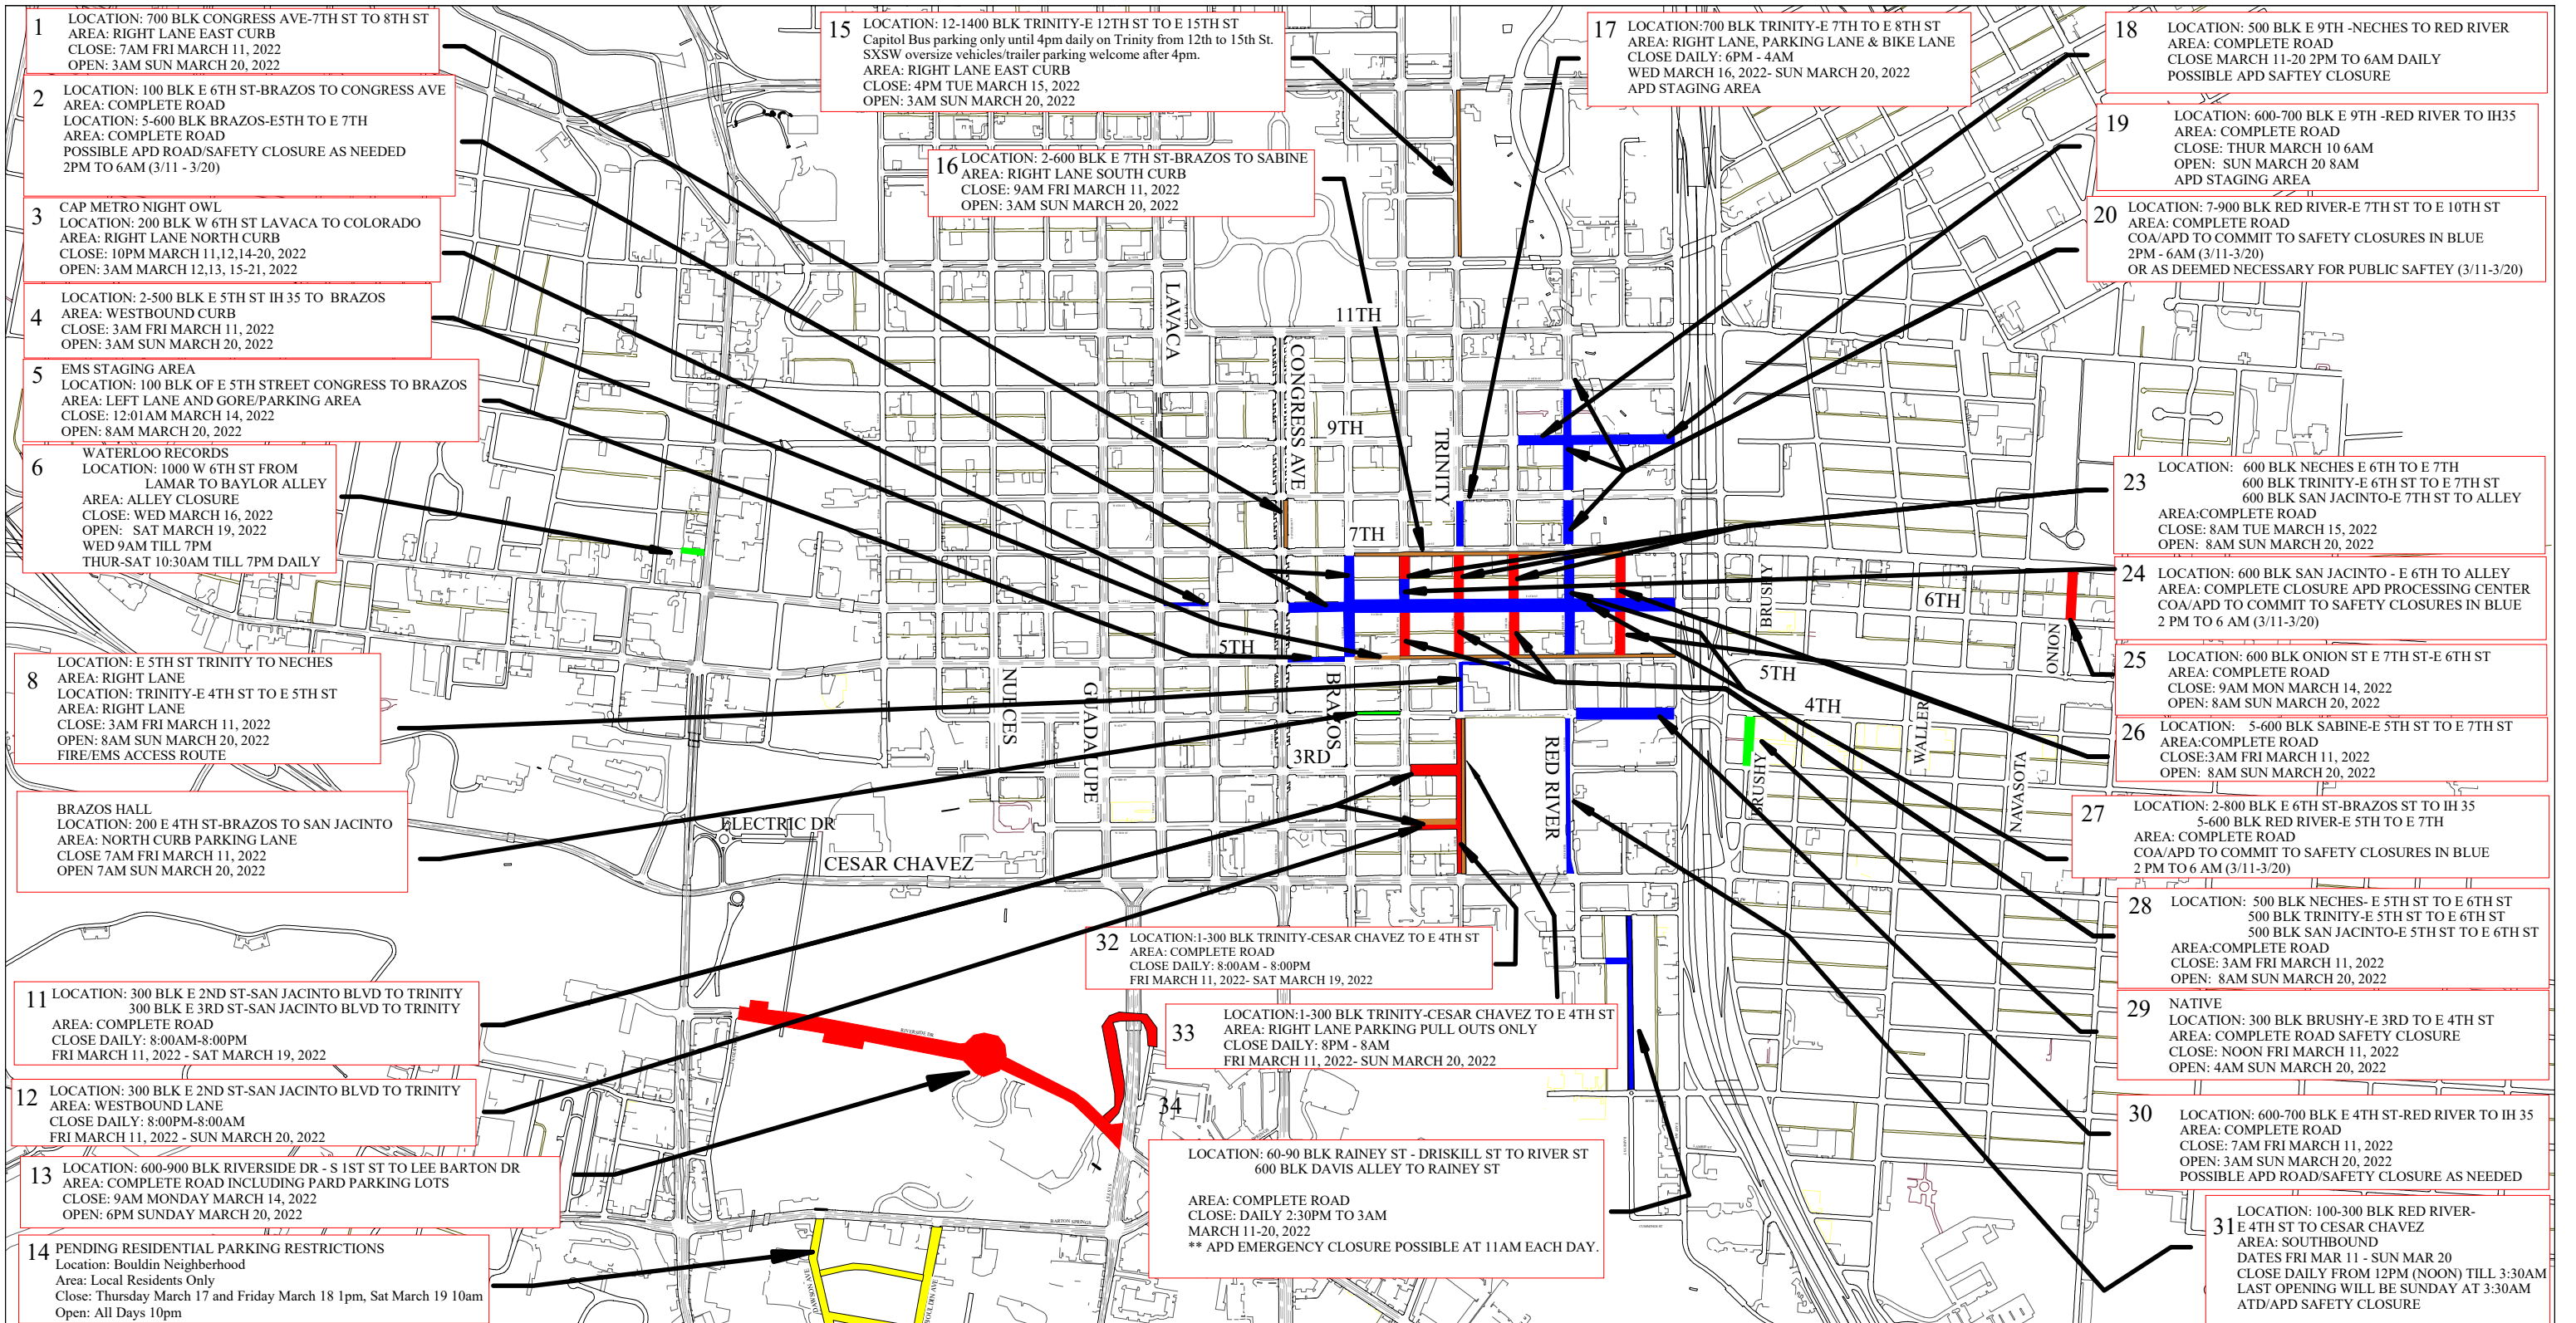 1
LOCATION: 700 BLK CONGRESS AVE-7TH ST TO 8TH ST
AREA: RIGHT LANE EAST CURB
CLOSE: 7AM FRI MARCH 11, 2022
OPEN: 3AM SUN MARCH 20, 2022
2
LOCATION: 100 BLK E 6TH ST-BRAZOS TO CONGRESS AVE
AREA: COMPLETE ROAD
LOCATION: 5-600 BLK BRAZOS-E5TH TO E 7TH
AREA: COMPLETE ROAD
POSSIBLE APD ROAD/SAFETY CLOSURE AS NEEDED
2PM TO 6AM (3/11 - 3/20)
3
CAP METRO NIGHT OWL
LOCATION: 200 BLK W 6TH ST LAVACA TO COLORADO
AREA: RIGHT LANE NORTH CURB
CLOSE: 10PM MARCH 11,12,14-20, 2022
OPEN: 3AM MARCH 12,13, 15-21, 2022
4
LOCATION: 2-500 BLK E 5TH ST IH 35 TO BRAZOS
AREA: WESTBOUND CURB
CLOSE: 3AM FRI MARCH 11, 2022
OPEN: 3AM SUN MARCH 20, 2022
5
EMS STAGING AREA
LOCATION: 100 BLK OF E 5TH STREET CONGRESS TO BRAZOS
AREA: LEFT LANE AND GORE/PARKING AREA
CLOSE: 12:01AM MARCH 14, 2022
OPEN: 8AM MARCH 20, 2022
6
WATERLOO RECORDS
LOCATION: 1000 W 6TH ST FROM
LAMAR TO BAYLOR ALLEY
AREA: ALLEY CLOSURE
CLOSE: WED MARCH 16, 2022
OPEN: SAT MARCH 19, 2022
WED 9AM TILL 7PM
THUR-SAT 10:30AM TILL 7PM DAILY
8
LOCATION: E 5TH ST TRINITY TO NECHES
AREA: RIGHT LANE
LOCATION: TRINITY-E 4TH ST TO E 5TH ST
AREA: RIGHT LANE
CLOSE: 3AM FRI MARCH 11, 2022
OPEN: 8AM SUN MARCH 20, 2022
FIRE/EMS ACCESS ROUTE
BRAZOS HALL
LOCATION: 200 E 4TH ST-BRAZOS TO SAN JACINTO
AREA: NORTH CURB PARKING LANE
CLOSE 7AM FRI MARCH 11, 2022
OPEN 7AM SUN MARCH 20, 2022
11
LOCATION: 300 BLK E 2ND ST-SAN JACINTO BLVD TO TRINITY
300 BLK E 3RD ST-SAN JACINTO BLVD TO TRINITY
AREA: COMPLETE ROAD
CLOSE DAILY: 8:00AM-8:00PM
FRI MARCH 11, 2022 - SAT MARCH 19, 2022
12
LOCATION: 300 BLK E 2ND ST-SAN JACINTO BLVD TO TRINITY
AREA: WESTBOUND LANE
CLOSE DAILY: 8:00PM-8:00AM
FRI MARCH 11, 2022 - SUN MARCH 20, 2022
13
LOCATION: 600-900 BLK RIVERSIDE DR - S 1ST ST TO LEE BARTON DR
AREA: COMPLETE ROAD INCLUDING PARD PARKING LOTS
CLOSE: 9AM MONDAY MARCH 14, 2022
OPEN: 6PM SUNDAY MARCH 20, 2022
14
PENDING RESIDENTIAL PARKING RESTRICTIONS
Location: Bouldin Neighberhood
Area: Local Residents Only
Close: Thursday March 17 and Friday March 18 1pm, Sat March 19 10am
Open: All Days 10pm
15
LOCATION: 12-1400 BLK TRINITY-E 12TH ST TO E 15TH ST
Capitol Bus parking only until 4pm daily on Trinity from 12th to 15th St.
SXSW oversize vehicles/trailer parking welcome after 4pm.
AREA: RIGHT LANE EAST CURB
CLOSE: 4PM TUE MARCH 15, 2022
OPEN: 3AM SUN MARCH 20, 2022
16
LOCATION: 2-600 BLK E 7TH ST-BRAZOS TO SABINE
AREA: RIGHT LANE SOUTH CURB
CLOSE: 9AM FRI MARCH 11, 2022
OPEN: 3AM SUN MARCH 20, 2022
17
LOCATION:700 BLK TRINITY-E 7TH TO E 8TH ST
AREA: RIGHT LANE, PARKING LANE & BIKE LANE
CLOSE DAILY: 6PM - 4AM
WED MARCH 16, 2022- SUN MARCH 20, 2022
APD STAGING AREA
18
LOCATION: 500 BLK E 9TH -NECHES TO RED RIVER
AREA: COMPLETE ROAD
CLOSE MARCH 11-20 2PM TO 6AM DAILY
POSSIBLE APD SAFTEY CLOSURE
19
LOCATION: 600-700 BLK E 9TH -RED RIVER TO IH35
AREA: COMPLETE ROAD
CLOSE: THUR MARCH 10 6AM
OPEN: SUN MARCH 20 8AM
APD STAGING AREA
20
LOCATION: 7-900 BLK RED RIVER-E 7TH ST TO E 10TH ST
AREA: COMPLETE ROAD
COA/APD TO COMMIT TO SAFETY CLOSURES IN BLUE
2PM - 6AM (3/11-3/20)
OR AS DEEMED NECESSARY FOR PUBLIC SAFTEY (3/11-3/20)
23
LOCATION: 600 BLK NECHES E 6TH TO E 7TH
600 BLK TRINITY-E 6TH ST TO E 7TH ST
600 BLK SAN JACINTO-E 7TH ST TO ALLEY
AREA:COMPLETE ROAD
CLOSE: 8AM TUE MARCH 15, 2022
OPEN: 8AM SUN MARCH 20, 2022
24
LOCATION: 600 BLK SAN JACINTO - E 6TH TO ALLEY
AREA: COMPLETE CLOSURE APD PROCESSING CENTER
COA/APD TO COMMIT TO SAFETY CLOSURES IN BLUE
2 PM TO 6 AM (3/11-3/20)
25
LOCATION: 600 BLK ONION ST E 7TH ST-E 6TH ST
AREA: COMPLETE ROAD
CLOSE: 9AM MON MARCH 14, 2022
OPEN: 8AM SUN MARCH 20, 2022
26
LOCATION: 5-600 BLK SABINE-E 5TH ST TO E 7TH ST
AREA:COMPLETE ROAD
CLOSE:3AM FRI MARCH 11, 2022
OPEN: 8AM SUN MARCH 20, 2022
27
LOCATION: 2-800 BLK E 6TH ST-BRAZOS ST TO IH 35
5-600 BLK RED RIVER-E 5TH TO E 7TH
AREA: COMPLETE ROAD
COA/APD TO COMMIT TO SAFETY CLOSURES IN BLUE
2 PM TO 6 AM (3/11-3/20)
28
LOCATION: 500 BLK NECHES- E 5TH ST TO E 6TH ST
500 BLK TRINITY-E 5TH ST TO E 6TH ST
500 BLK SAN JACINTO-E 5TH ST TO E 6TH ST
AREA:COMPLETE ROAD
CLOSE: 3AM FRI MARCH 11, 2022
OPEN: 8AM SUN MARCH 20, 2022
29
NATIVE
LOCATION: 300 BLK BRUSHY-E 3RD TO E 4TH ST
AREA: COMPLETE ROAD SAFETY CLOSURE
CLOSE: NOON FRI MARCH 11, 2022
OPEN: 4AM SUN MARCH 20, 2022
30
LOCATION: 600-700 BLK E 4TH ST-RED RIVER TO IH 35
AREA: COMPLETE ROAD
CLOSE: 7AM FRI MARCH 11, 2022
OPEN: 3AM SUN MARCH 20, 2022
POSSIBLE APD ROAD/SAFETY CLOSURE AS NEEDED
31
LOCATION: 100-300 BLK RED RIVER-
E 4TH ST TO CESAR CHAVEZ
AREA: SOUTHBOUND
DATES FRI MAR 11 - SUN MAR 20
CLOSE DAILY FROM 12PM (NOON) TILL 3:30AM
LAST OPENING WILL BE SUNDAY AT 3:30AM
ATD/APD SAFETY CLOSURE
32
LOCATION:1-300 BLK TRINITY-CESAR CHAVEZ TO E 4TH ST
AREA: COMPLETE ROAD
CLOSE DAILY: 8:00AM - 8:00PM
FRI MARCH 11, 2022- SAT MARCH 19, 2022
33
LOCATION:1-300 BLK TRINITY-CESAR CHAVEZ TO E 4TH ST
AREA: RIGHT LANE PARKING PULL OUTS ONLY
CLOSE DAILY: 8PM - 8AM
FRI MARCH 11, 2022- SUN MARCH 20, 2022
34
LOCATION: 60-90 BLK RAINEY ST - DRISKILL ST TO RIVER ST
600 BLK DAVIS ALLEY TO RAINEY ST
AREA: COMPLETE ROAD
CLOSE: DAILY 2:30PM TO 3AM
MARCH 11-20, 2022
** APD EMERGENCY CLOSURE POSSIBLE AT 11AM EACH DAY.
LAVACA
11TH
CONGRESS AVE
9TH
TRINITY
7TH
BRUSHY
6TH
ONION
5TH
5TH
NUECES
GUADALUPE
BRAZOS
4TH
WALLER
3RD
RED RIVER
BRUSHY
NAVASOTA
ELECTRIC DR
CESAR CHAVEZ
RIVERSIDE DR
BARTON SPRINGS
DAWSON AVE
BOULDIN AVE